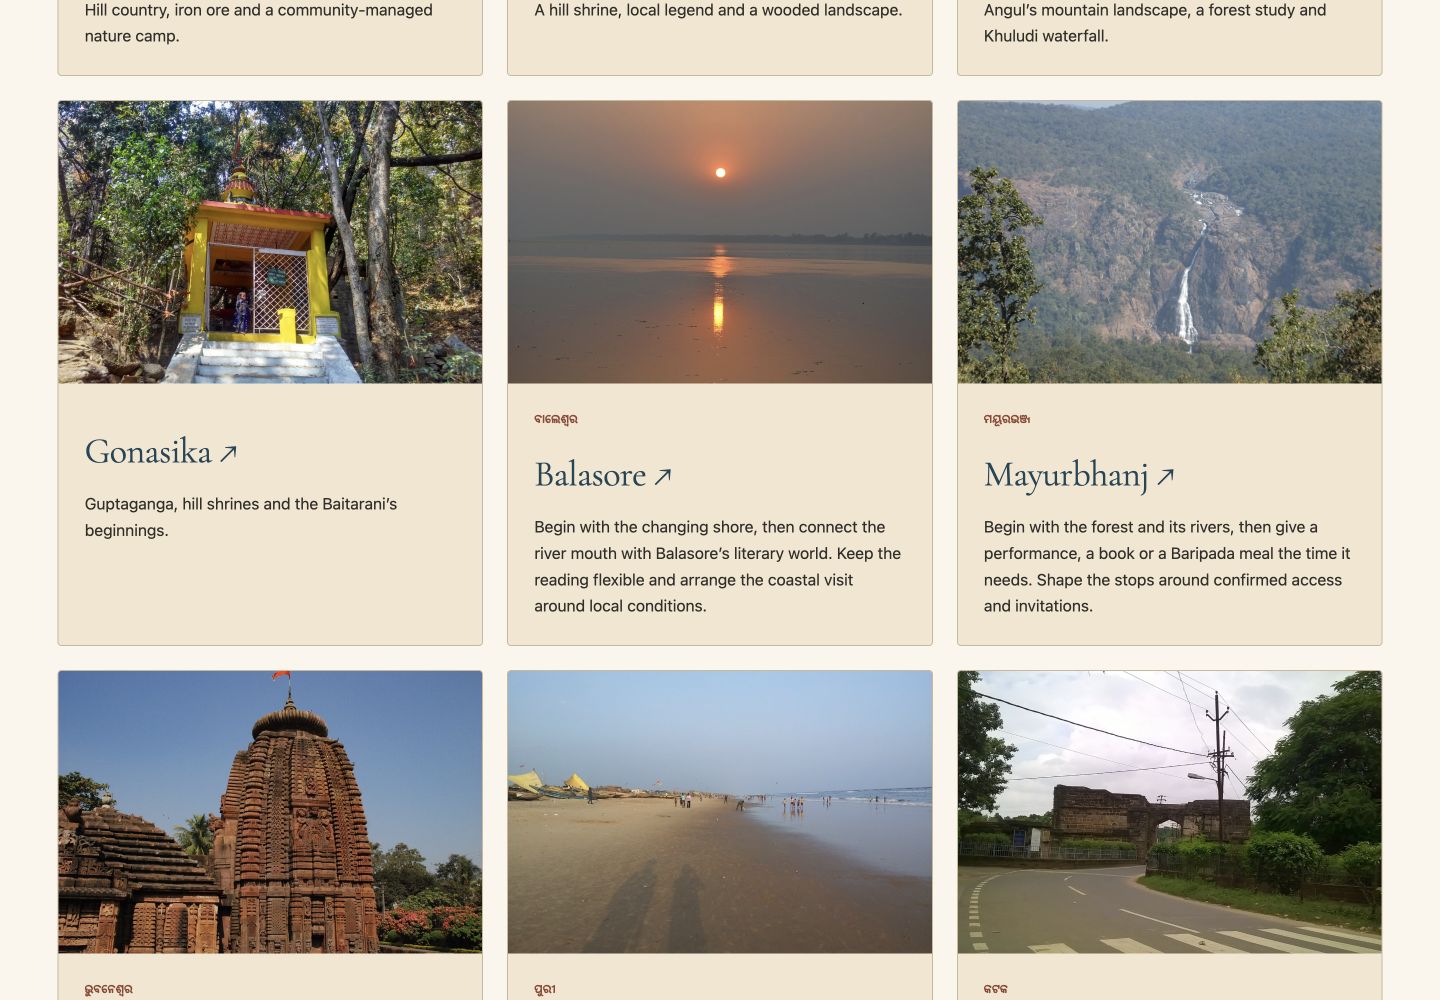 Hill country, iron ore and a community-managed
nature camp.
A hill shrine, local legend and a wooded landscape.
Angul's mountain landscape, a forest study and
Khuludi waterfall.
Gonasika ↗
Guptaganga, hill shrines and the Baitarani's
beginnings.
ବାଲେଶ୍ୱର
Balasore ↗
Begin with the changing shore, then connect the
river mouth with Balasore's literary world. Keep the
reading flexible and arrange the coastal visit
around local conditions.
ମୟୂରଭଞ୍ଜ
Mayurbhanj ↗
Begin with the forest and its rivers, then give a
performance, a book or a Baripada meal the time it
needs. Shape the stops around confirmed access
and invitations.
ଭୁବନେଶ୍ୱର
ପୁରୀ
କଟକ